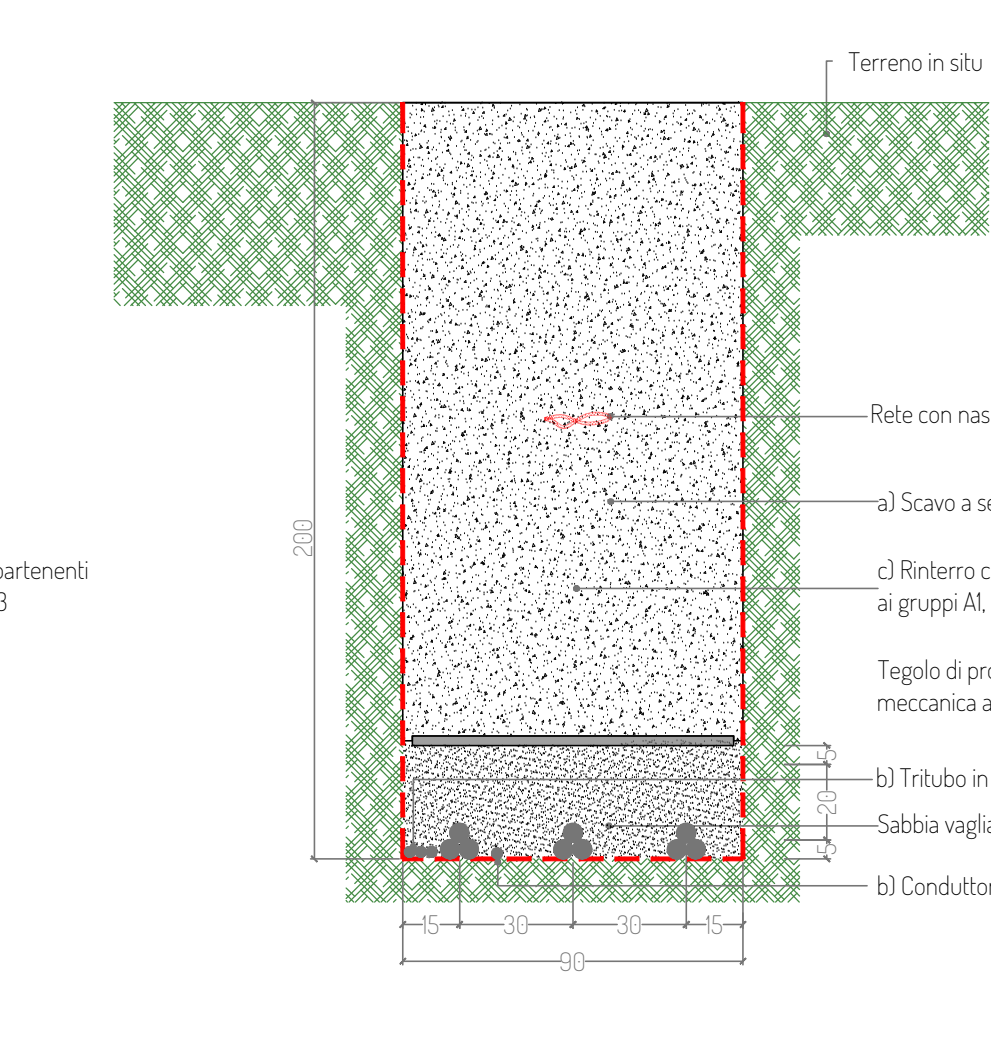 Terreno in situ
Rete con nas
a) Scavo a se
200
partenenti
3
c) Rinterro c
ai gruppi A1,
Tegolo di pro
meccanica a
5
b) Tritubo in
20
Sabbia vaglia
5
b) Conduttor
15 30 30 15
90